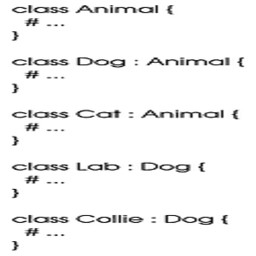 class Animal {
# ...
}
class Dog : Animal {
# ...
}
class Cat : Animal {
# ...
}
class Lab : Dog {
# ...
}
class Collie : Dog {
# ...
}